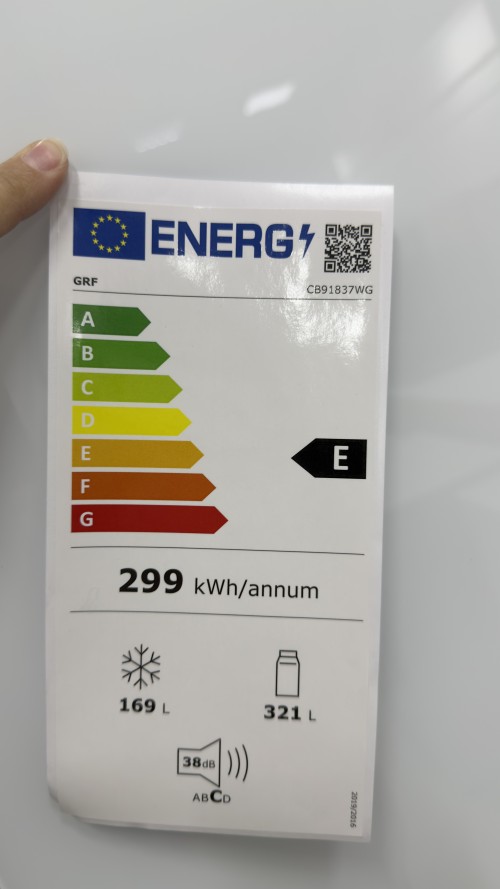 ENERG
GRF CB91837WG
A
B
C
D
E
E
F
G
299 kWh/annum
169 L
321 L
38dB
ABCD
2019/2016